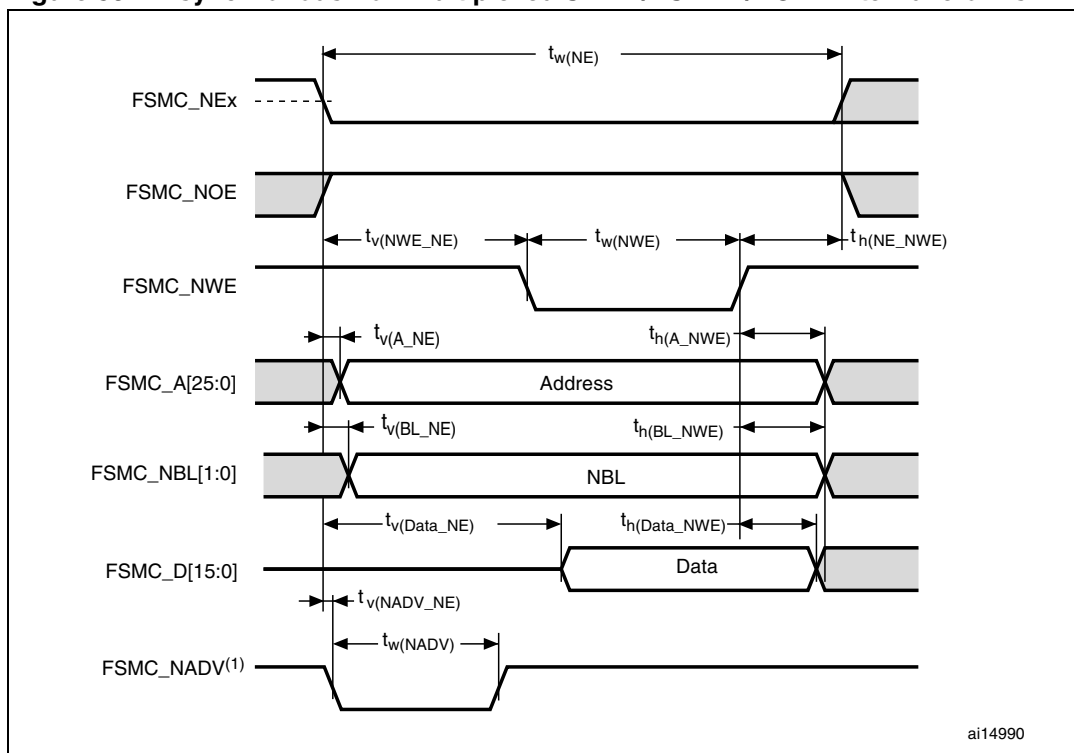 tw(NE)
FSMC_NEx
FSMC_NOE
tv(NWE_NE)
tw(NWE)
th(NE_NWE)
FSMC_NWE
tv(A_NE)
th(A_NWE)
FSMC_A[25:0]
Address
tv(BL_NE)
th(BL_NWE)
FSMC_NBL[1:0]
NBL
tv(Data_NE)
th(Data_NWE)
FSMC_D[15:0]
Data
tv(NADV_NE)
tw(NADV)
FSMC_NADV(1)
ai14990